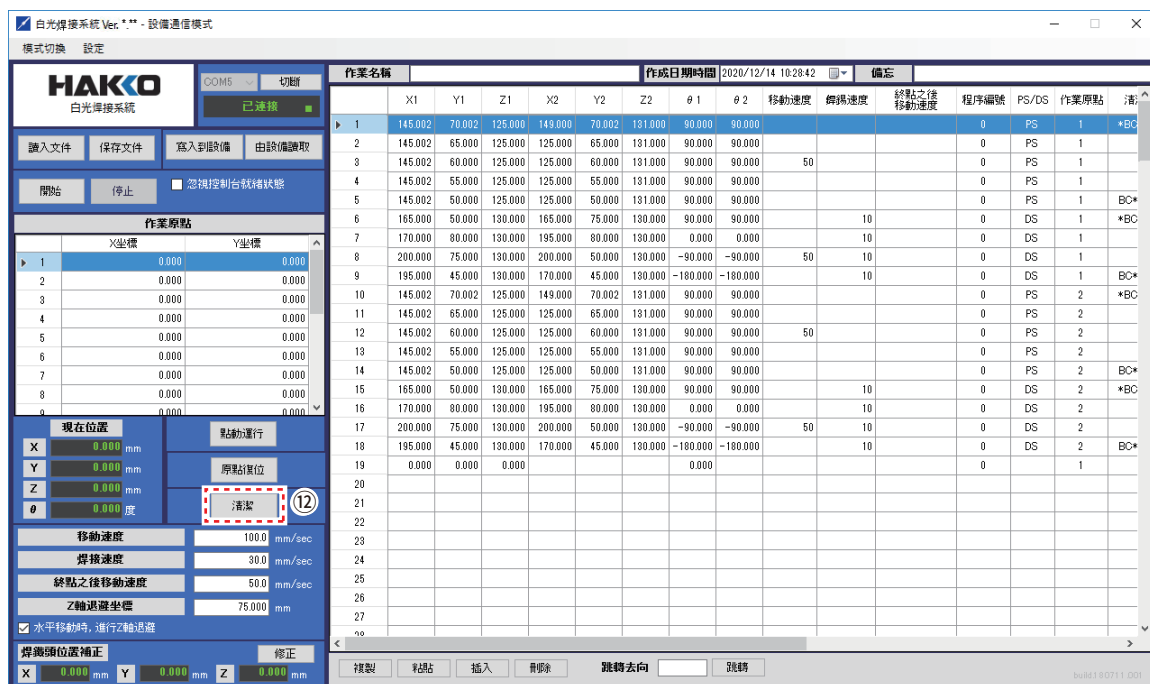 白光焊接系統 Ver. *.** - 設備通信模式
模式切換 設定
HAKKO
白光焊接系統
COM5 切斷
已連接
讀入文件 保存文件 寫入到設備 由設備讀取
開始 停止 忽視控制台就緒狀態
作業原點
X坐標 Y坐標
1 0.000 0.000
2 0.000 0.000
3 0.000 0.000
4 0.000 0.000
5 0.000 0.000
6 0.000 0.000
7 0.000 0.000
8 0.000 0.000
9 0.000 0.000
現在位置
X 0.000 mm
Y 0.000 mm
Z 0.000 mm
θ 0.000 度
點動運行
原點復位
清潔 ⑫
移動速度 100.0 mm/sec
焊接速度 30.0 mm/sec
終點之後移動速度 50.0 mm/sec
Z軸退避坐標 75.000 mm
水平移動時, 進行Z軸退避
焊鐵頭位置補正 修正
X 0.000 mm Y 0.000 mm Z 0.000 mm
作業名稱 作成日期時間 2020/12/14 10:28:42 備忘
X1 Y1 Z1 X2 Y2 Z2 θ1 θ2 移動速度 銲錫速度 終點之後移動速度 程序編號 PS/DS 作業原點
1 145.002 70.002 125.000 149.000 70.002 131.000 90.000 90.000 0 PS 1 *BC
2 145.002 65.000 125.000 125.000 65.000 131.000 90.000 90.000 0 PS 1
3 145.002 60.000 125.000 125.000 60.000 131.000 90.000 90.000 50 0 PS 1
4 145.002 55.000 125.000 125.000 55.000 131.000 90.000 90.000 0 PS 1
5 145.002 50.000 125.000 125.000 50.000 131.000 90.000 90.000 0 PS 1 BC*
6 165.000 50.000 130.000 165.000 75.000 130.000 90.000 90.000 10 0 DS 1 *BC
7 170.000 80.000 130.000 195.000 80.000 130.000 0.000 0.000 10 0 DS 1
8 200.000 75.000 130.000 200.000 50.000 130.000 -90.000 -90.000 50 10 0 DS 1
9 195.000 45.000 130.000 170.000 45.000 130.000 -180.000 -180.000 10 0 DS 1 BC*
10 145.002 70.002 125.000 149.000 70.002 131.000 90.000 90.000 0 PS 2 *BC
11 145.002 65.000 125.000 125.000 65.000 131.000 90.000 90.000 0 PS 2
12 145.002 60.000 125.000 125.000 60.000 131.000 90.000 90.000 50 0 PS 2
13 145.002 55.000 125.000 125.000 55.000 131.000 90.000 90.000 0 PS 2
14 145.002 50.000 125.000 125.000 50.000 131.000 90.000 90.000 0 PS 2 BC*
15 165.000 50.000 130.000 165.000 75.000 130.000 90.000 90.000 10 0 DS 2 *BC
16 170.000 80.000 130.000 195.000 80.000 130.000 0.000 0.000 10 0 DS 2
17 200.000 75.000 130.000 200.000 50.000 130.000 -90.000 -90.000 50 10 0 DS 2
18 195.000 45.000 130.000 170.000 45.000 130.000 -180.000 -180.000 10 0 DS 2 BC*
19 0.000 0.000 0.000 0.000 0 1
20
21
22
23
24
25
26
27
28
複製 粘貼 插入 刪除 跳轉去向 跳轉
build.180711.001